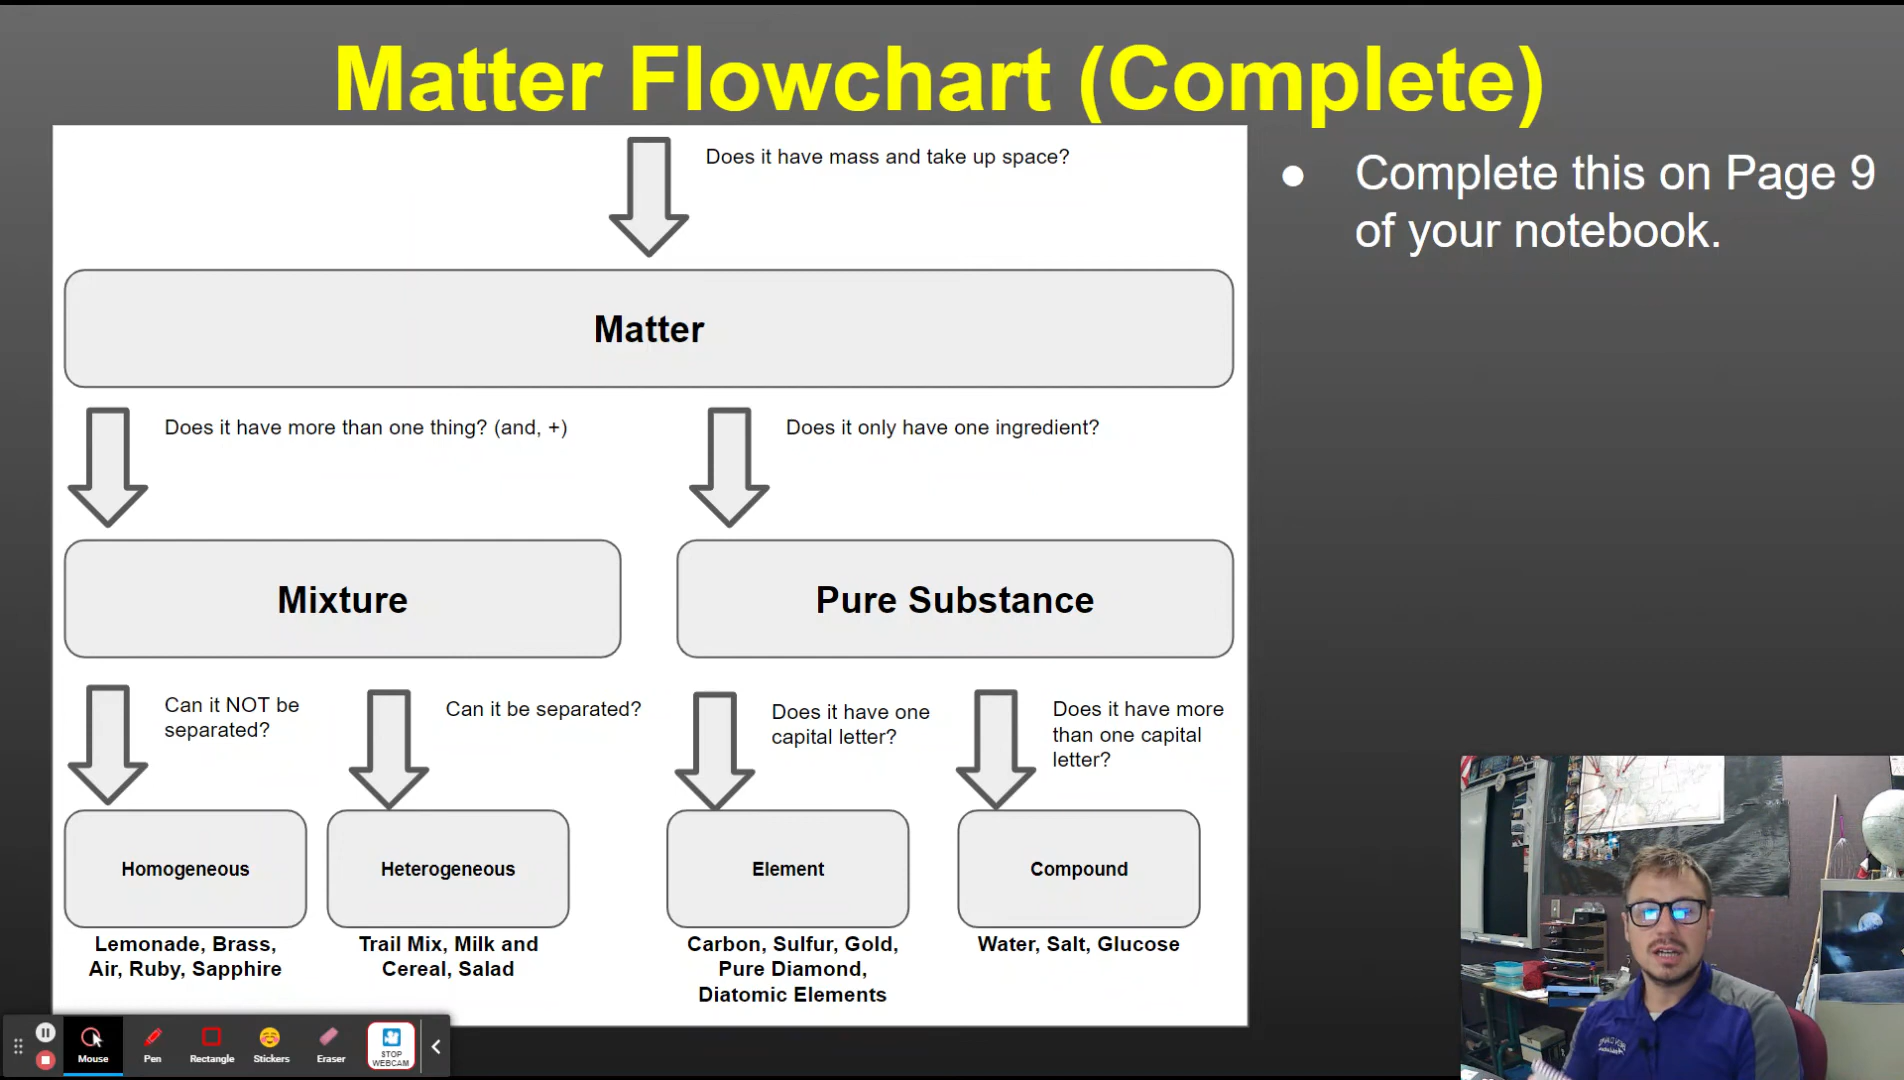 Matter Flowchart (Complete)
Does it have mass and take up space?
● Complete this on Page 9
of your notebook.
Matter
Does it have more than one thing? (and, +)
Does it only have one ingredient?
Mixture
Pure Substance
Can it NOT be
separated?
Can it be separated?
Does it have one
capital letter?
Does it have more
than one capital
letter?
Homogeneous
Heterogeneous
Element
Compound
Lemonade, Brass,
Air, Ruby, Sapphire
Trail Mix, Milk and
Cereal, Salad
Carbon, Sulfur, Gold,
Pure Diamond,
Diatomic Elements
Water, Salt, Glucose
Mouse
Pen
Rectangle
Stickers
Eraser
STOP
WEBCAM